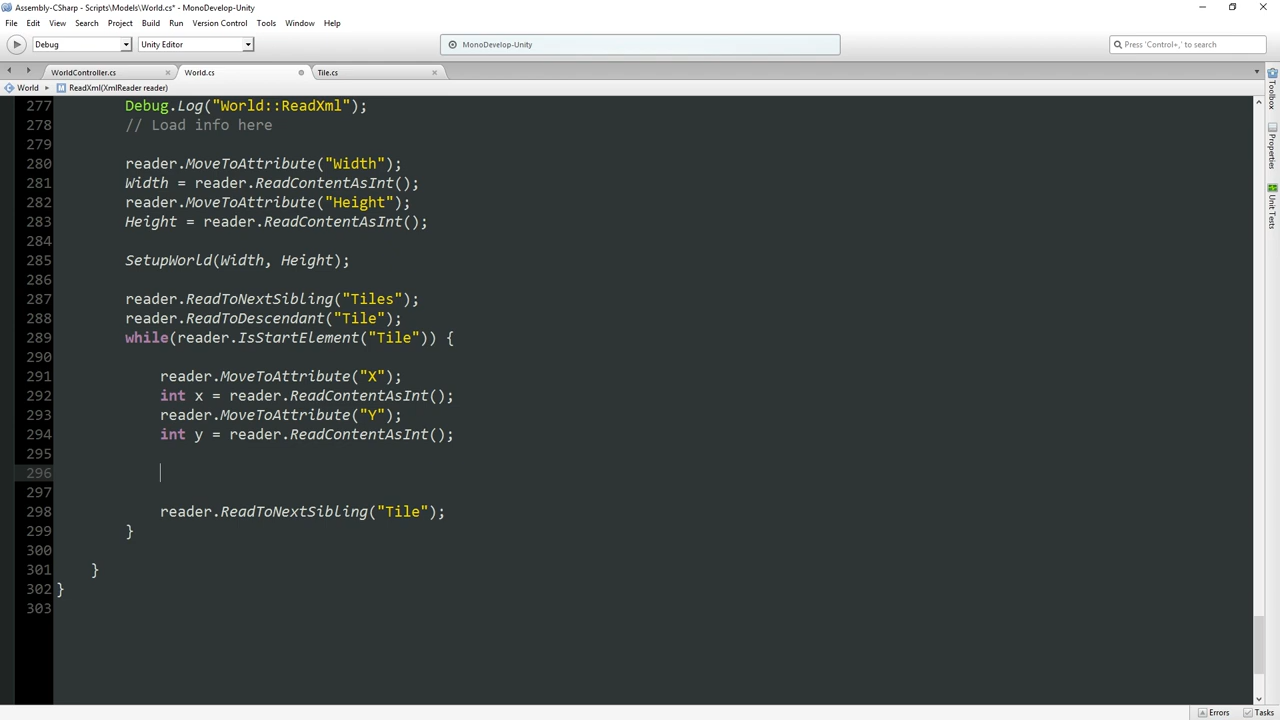 Assembly-CSharp - Scripts\Models\World.cs* - MonoDevelop-Unity
File Edit View Search Project Build Run Version Control Tools Window Help
Debug Unity Editor MonoDevelop-Unity Press 'Control+,' to search
WorldController.cs World.cs Tile.cs
World ReadXml(XmlReader reader)
277 Debug.Log("World::ReadXml");
278 // Load info here
279
280 reader.MoveToAttribute("Width");
281 Width = reader.ReadContentAsInt();
282 reader.MoveToAttribute("Height");
283 Height = reader.ReadContentAsInt();
284
285 SetupWorld(Width, Height);
286
287 reader.ReadToNextSibling("Tiles");
288 reader.ReadToDescendant("Tile");
289 while(reader.IsStartElement("Tile")) {
290
291 reader.MoveToAttribute("X");
292 int x = reader.ReadContentAsInt();
293 reader.MoveToAttribute("Y");
294 int y = reader.ReadContentAsInt();
295
296
297
298 reader.ReadToNextSibling("Tile");
299 }
300
301 }
302 }
303
Toolbox
Properties
Unit Tests
Errors Tasks